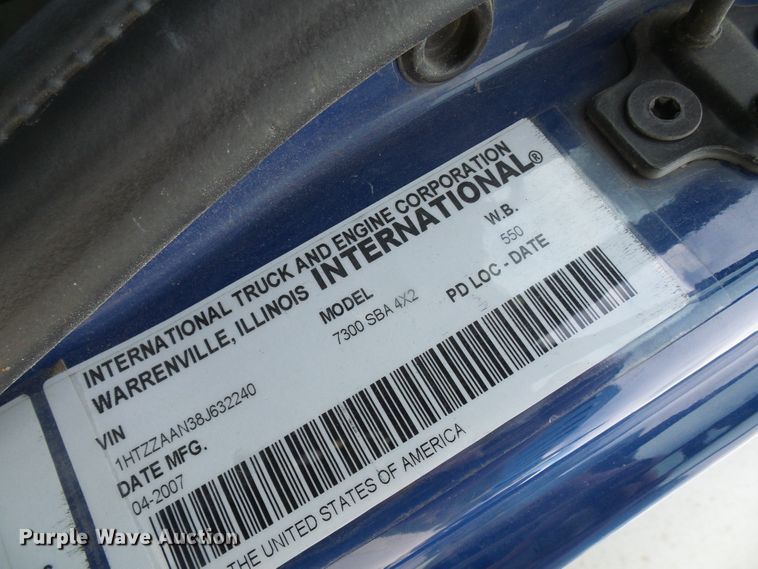 INTERNATIONAL TRUCK AND ENGINE CORPORATION
WARRENVILLE, ILLINOIS INTERNATIONAL®
MODEL W.B.
7300 SBA 4X2 550
VIN PD LOC - DATE
1HTZZAAN38J632240
DATE MFG.
04-2007
THE UNITED STATES OF AMERICA
Purple Wave Auction